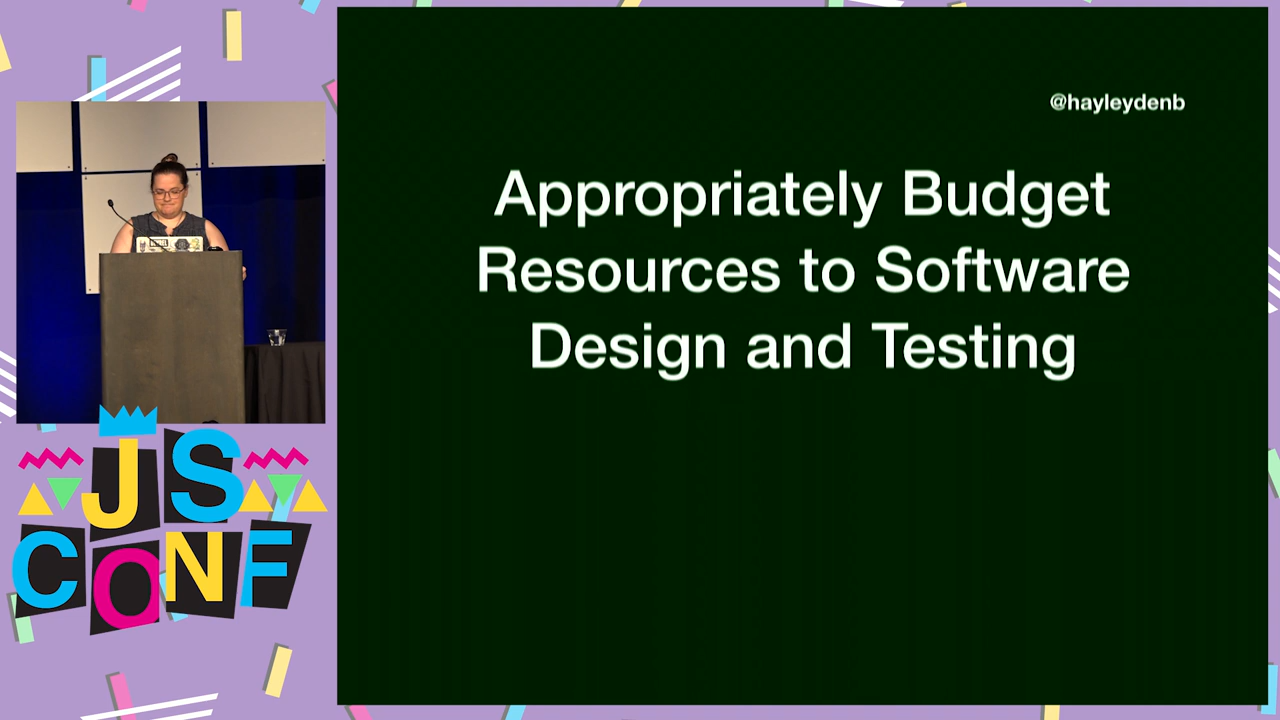 @hayleydenb
Appropriately Budget
Resources to Software
Design and Testing
JS
CONF